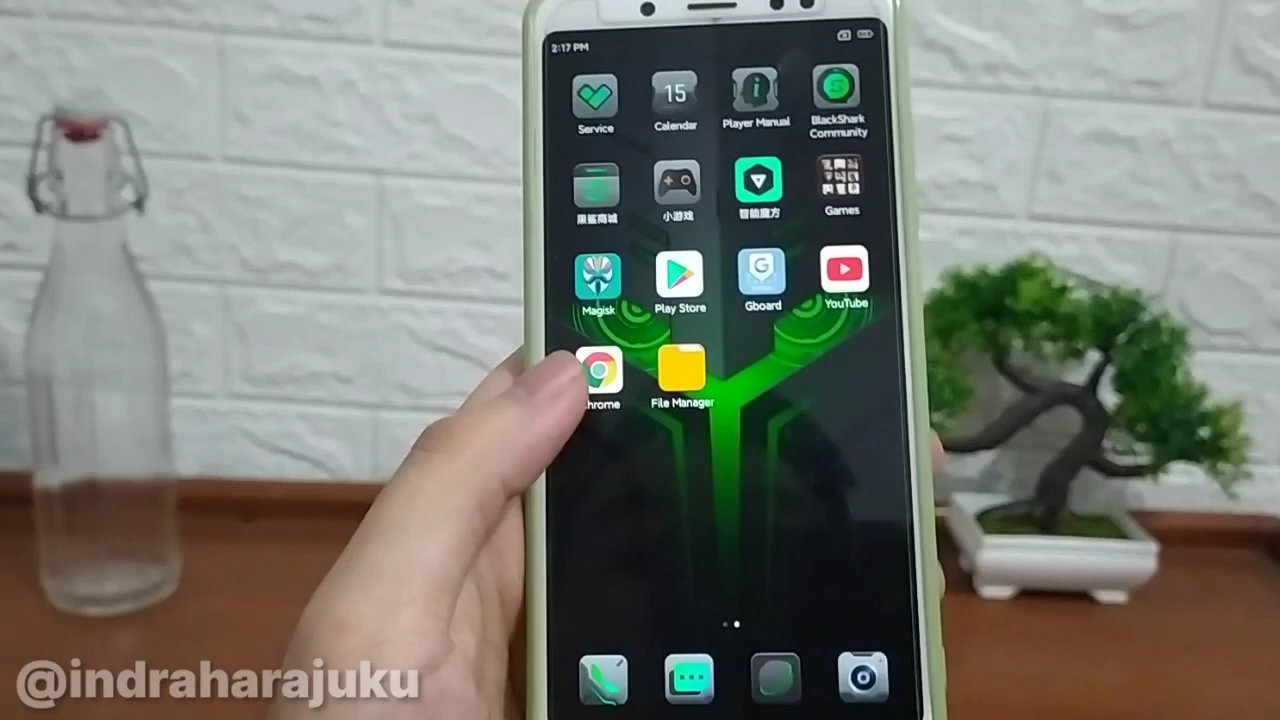 2:17 PM
Service
15
Calendar
Player Manual
BlackShark
Community
黑鲨商城
小游戏
智能魔方
Games
Magisk
Play Store
Gboard
YouTube
hrome
File Manager
@indraharajuku